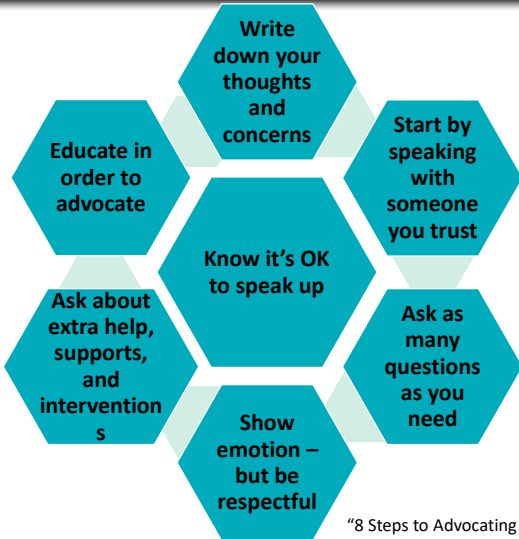 Write
down your
thoughts
and
concerns
Start by
speaking
with
someone
you trust
Ask as
many
questions
as you
need
Show
emotion –
but be
respectful
Ask about
extra help,
supports,
and
intervention
s
Educate in
order to
advocate
Know it's OK
to speak up
"8 Steps to Advocating